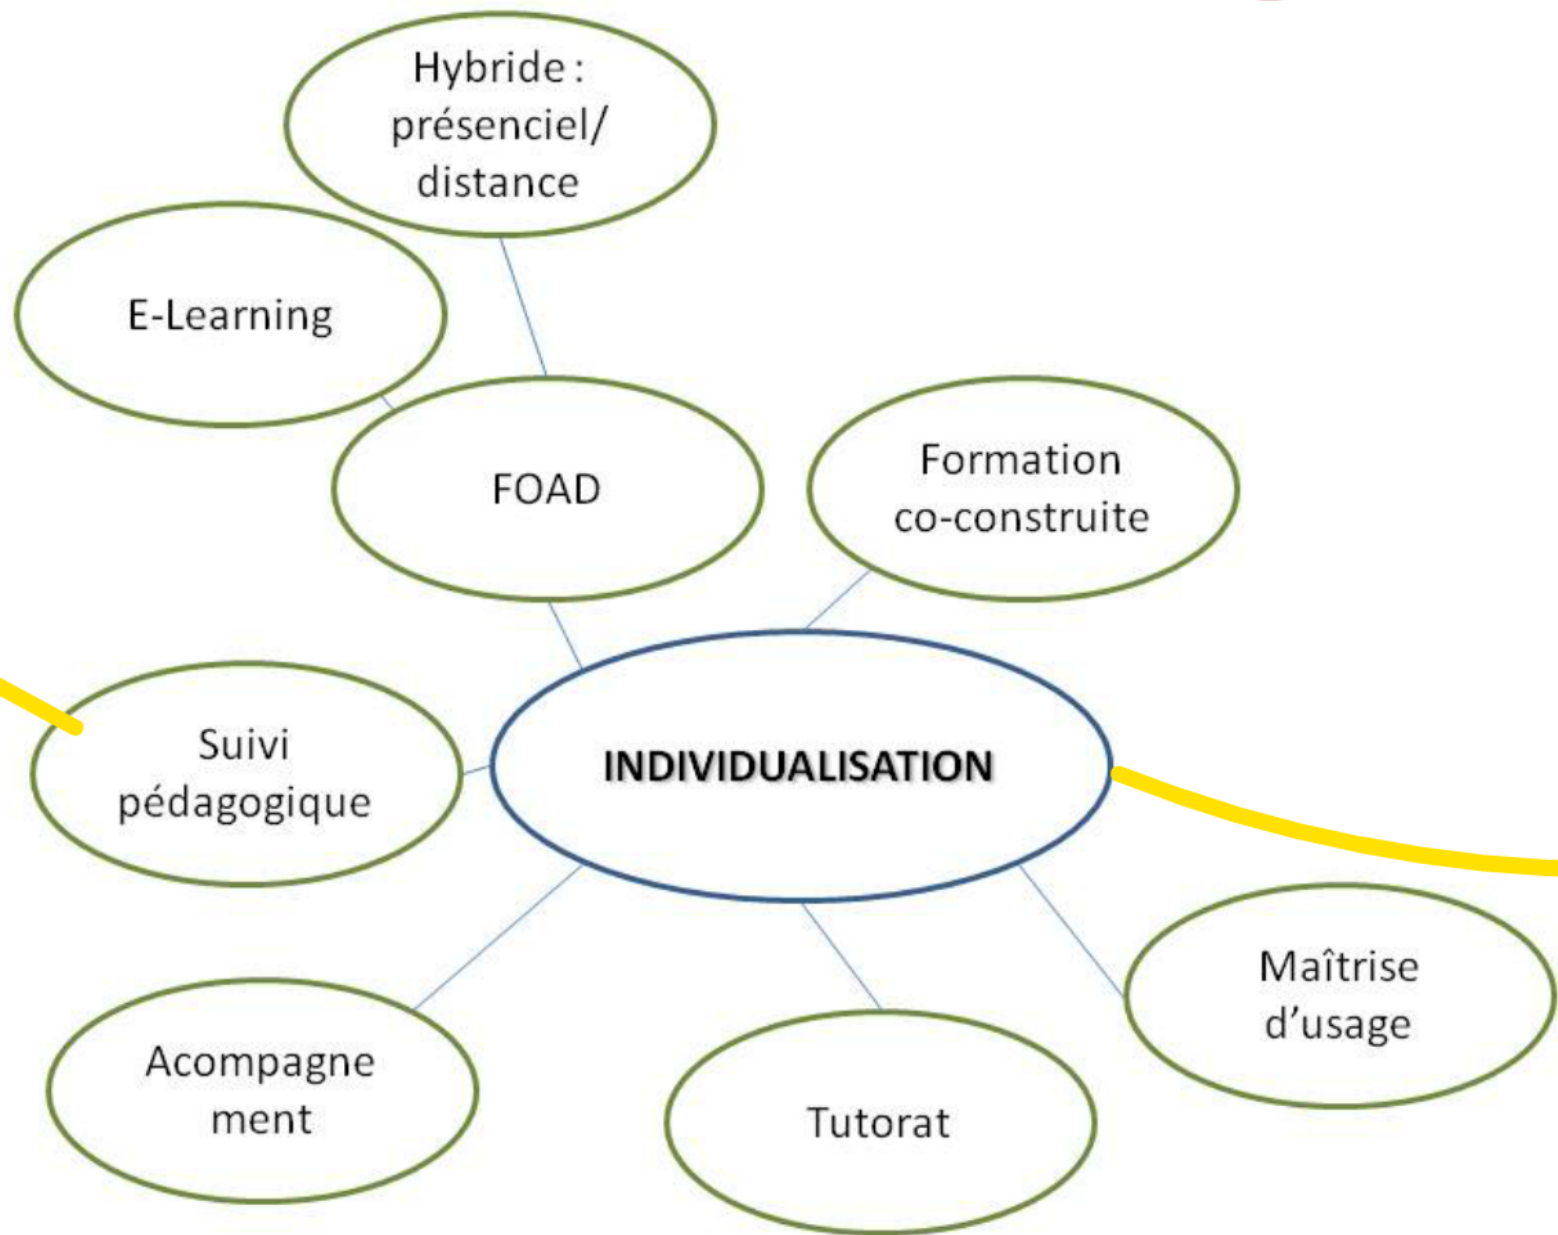 Hybride :
présenciel/
distance
E-Learning
FOAD
Formation
co-construite
Suivi
pédagogique
INDIVIDUALISATION
Maîtrise
d’usage
Acompagne
ment
Tutorat